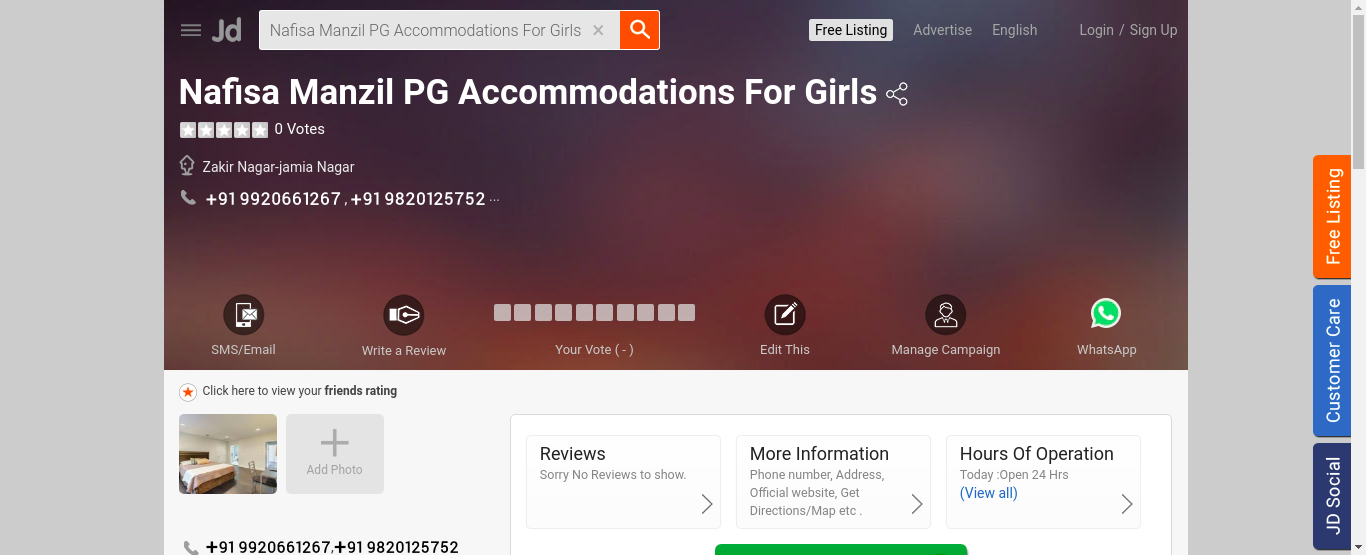 Jd
Nafisa Manzil PG Accommodations For Girls
Free Listing
Advertise
English
Login / Sign Up
Nafisa Manzil PG Accommodations For Girls
0 Votes
Zakir Nagar-jamia Nagar
+91 9920661267 , +91 9820125752 ...
SMS/Email
Write a Review
Your Vote ( - )
Edit This
Manage Campaign
WhatsApp
Free Listing
Customer Care
JD Social
Click here to view your friends rating
Add Photo
Reviews
Sorry No Reviews to show.
More Information
Phone number, Address,
Official website, Get
Directions/Map etc .
Hours Of Operation
Today :Open 24 Hrs
(View all)
+91 9920661267,+91 9820125752